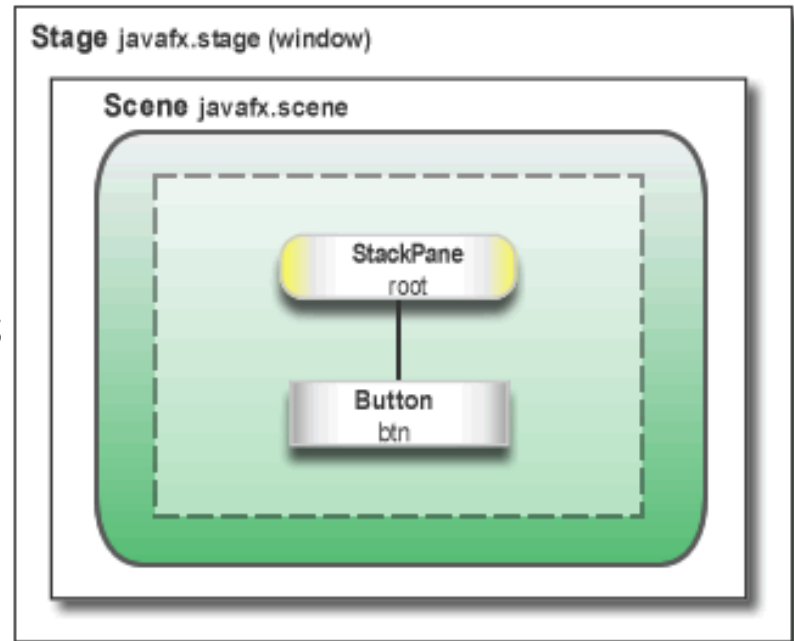 Stage javafx.stage (window)
Scene javafx.scene
StackPane
root
Button
btn